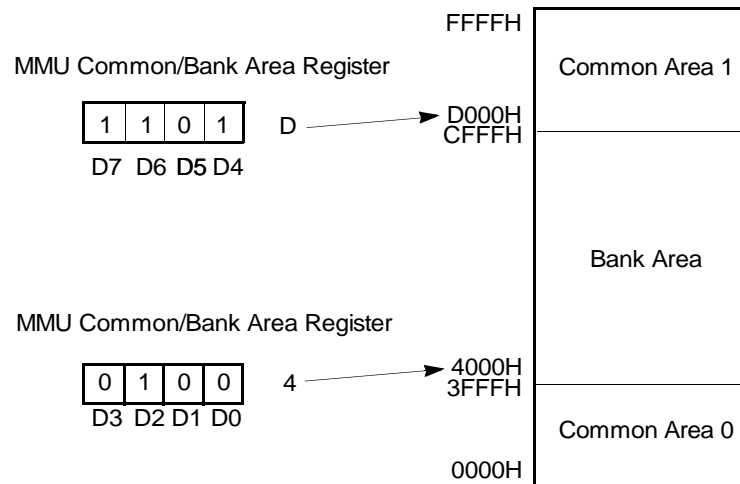 FFFFH
MMU Common/Bank Area Register
Common Area 1
1 1 0 1 D
D000H
CFFFH
D7 D6 D5 D4
Bank Area
MMU Common/Bank Area Register
0 1 0 0 4
4000H
3FFFH
D3 D2 D1 D0
Common Area 0
0000H